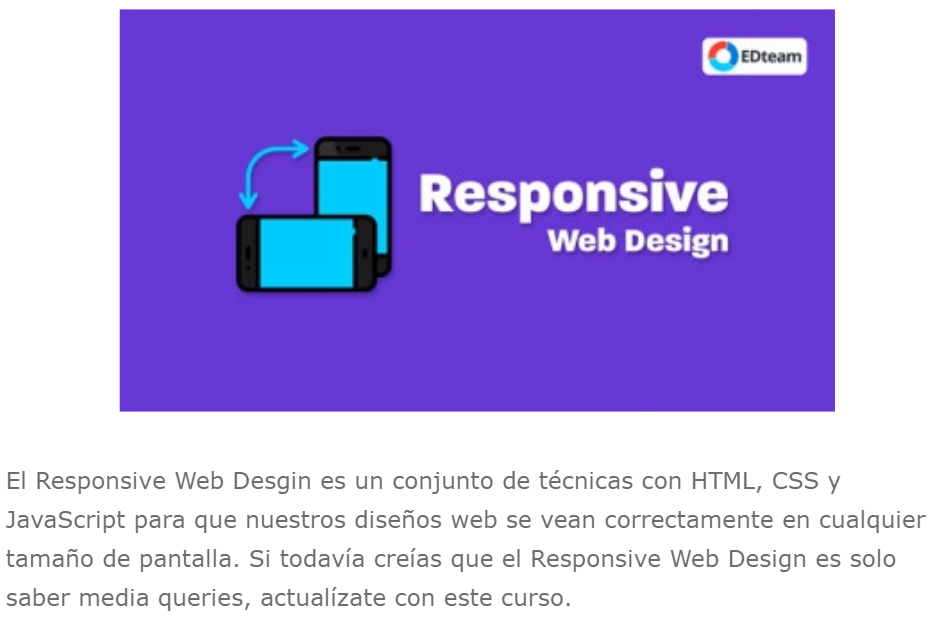 EDteam
Responsive
Web Design
El Responsive Web Desgin es un conjunto de técnicas con HTML, CSS y
JavaScript para que nuestros diseños web se vean correctamente en cualquier
tamaño de pantalla. Si todavía creías que el Responsive Web Design es solo
saber media queries, actualízate con este curso.